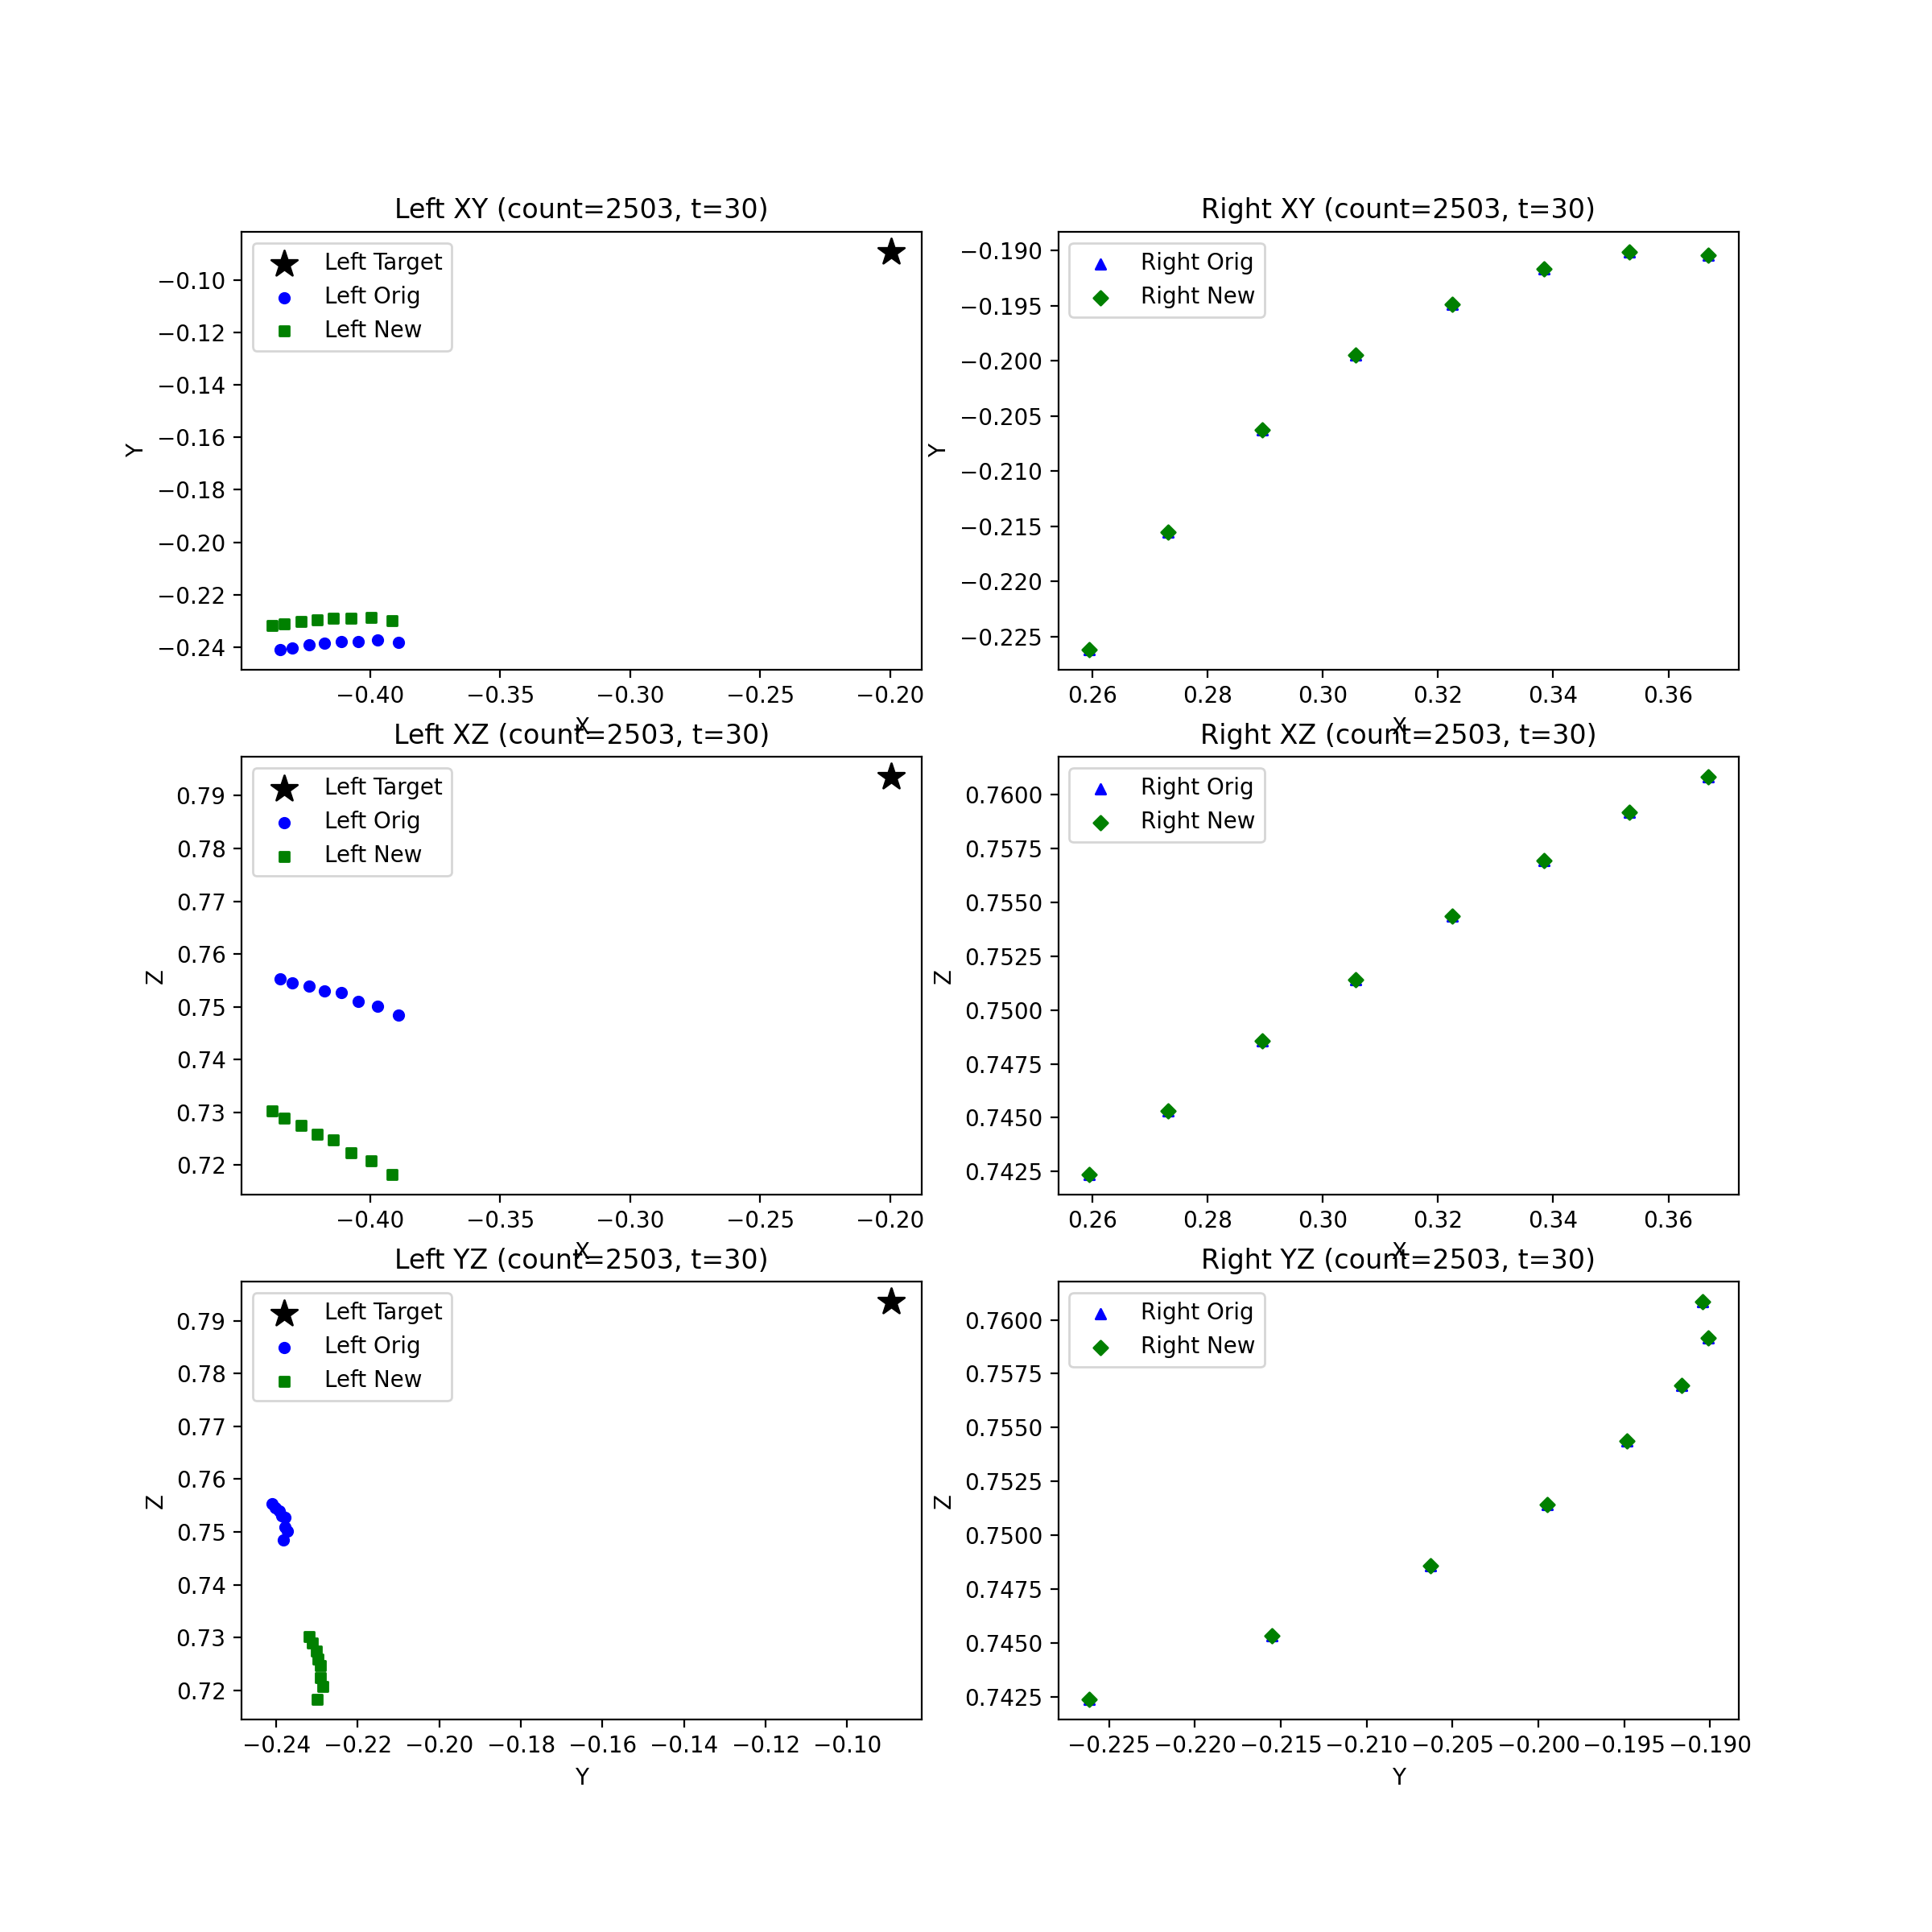 Left XY (count=2503, t=30)
Left Target
Left Orig
Left New
Y
−0.10
−0.12
−0.14
−0.16
−0.18
−0.20
−0.22
−0.24
−0.40
−0.35
−0.30
−0.25
−0.20
X
Right XY (count=2503, t=30)
Right Orig
Right New
Y
−0.190
−0.195
−0.200
−0.205
−0.210
−0.215
−0.220
−0.225
0.26
0.28
0.30
0.32
0.34
0.36
X
Left XZ (count=2503, t=30)
Left Target
Left Orig
Left New
Z
0.79
0.78
0.77
0.76
0.75
0.74
0.73
0.72
−0.40
−0.35
−0.30
−0.25
−0.20
X
Right XZ (count=2503, t=30)
Right Orig
Right New
Z
0.7600
0.7575
0.7550
0.7525
0.7500
0.7475
0.7450
0.7425
0.26
0.28
0.30
0.32
0.34
0.36
X
Left YZ (count=2503, t=30)
Left Target
Left Orig
Left New
Z
0.79
0.78
0.77
0.76
0.75
0.74
0.73
0.72
−0.24
−0.22
−0.20
−0.18
−0.16
−0.14
−0.12
−0.10
Y
Right YZ (count=2503, t=30)
Right Orig
Right New
Z
0.7600
0.7575
0.7550
0.7525
0.7500
0.7475
0.7450
0.7425
−0.225
−0.220
−0.215
−0.210
−0.205
−0.200
−0.195
−0.190
Y